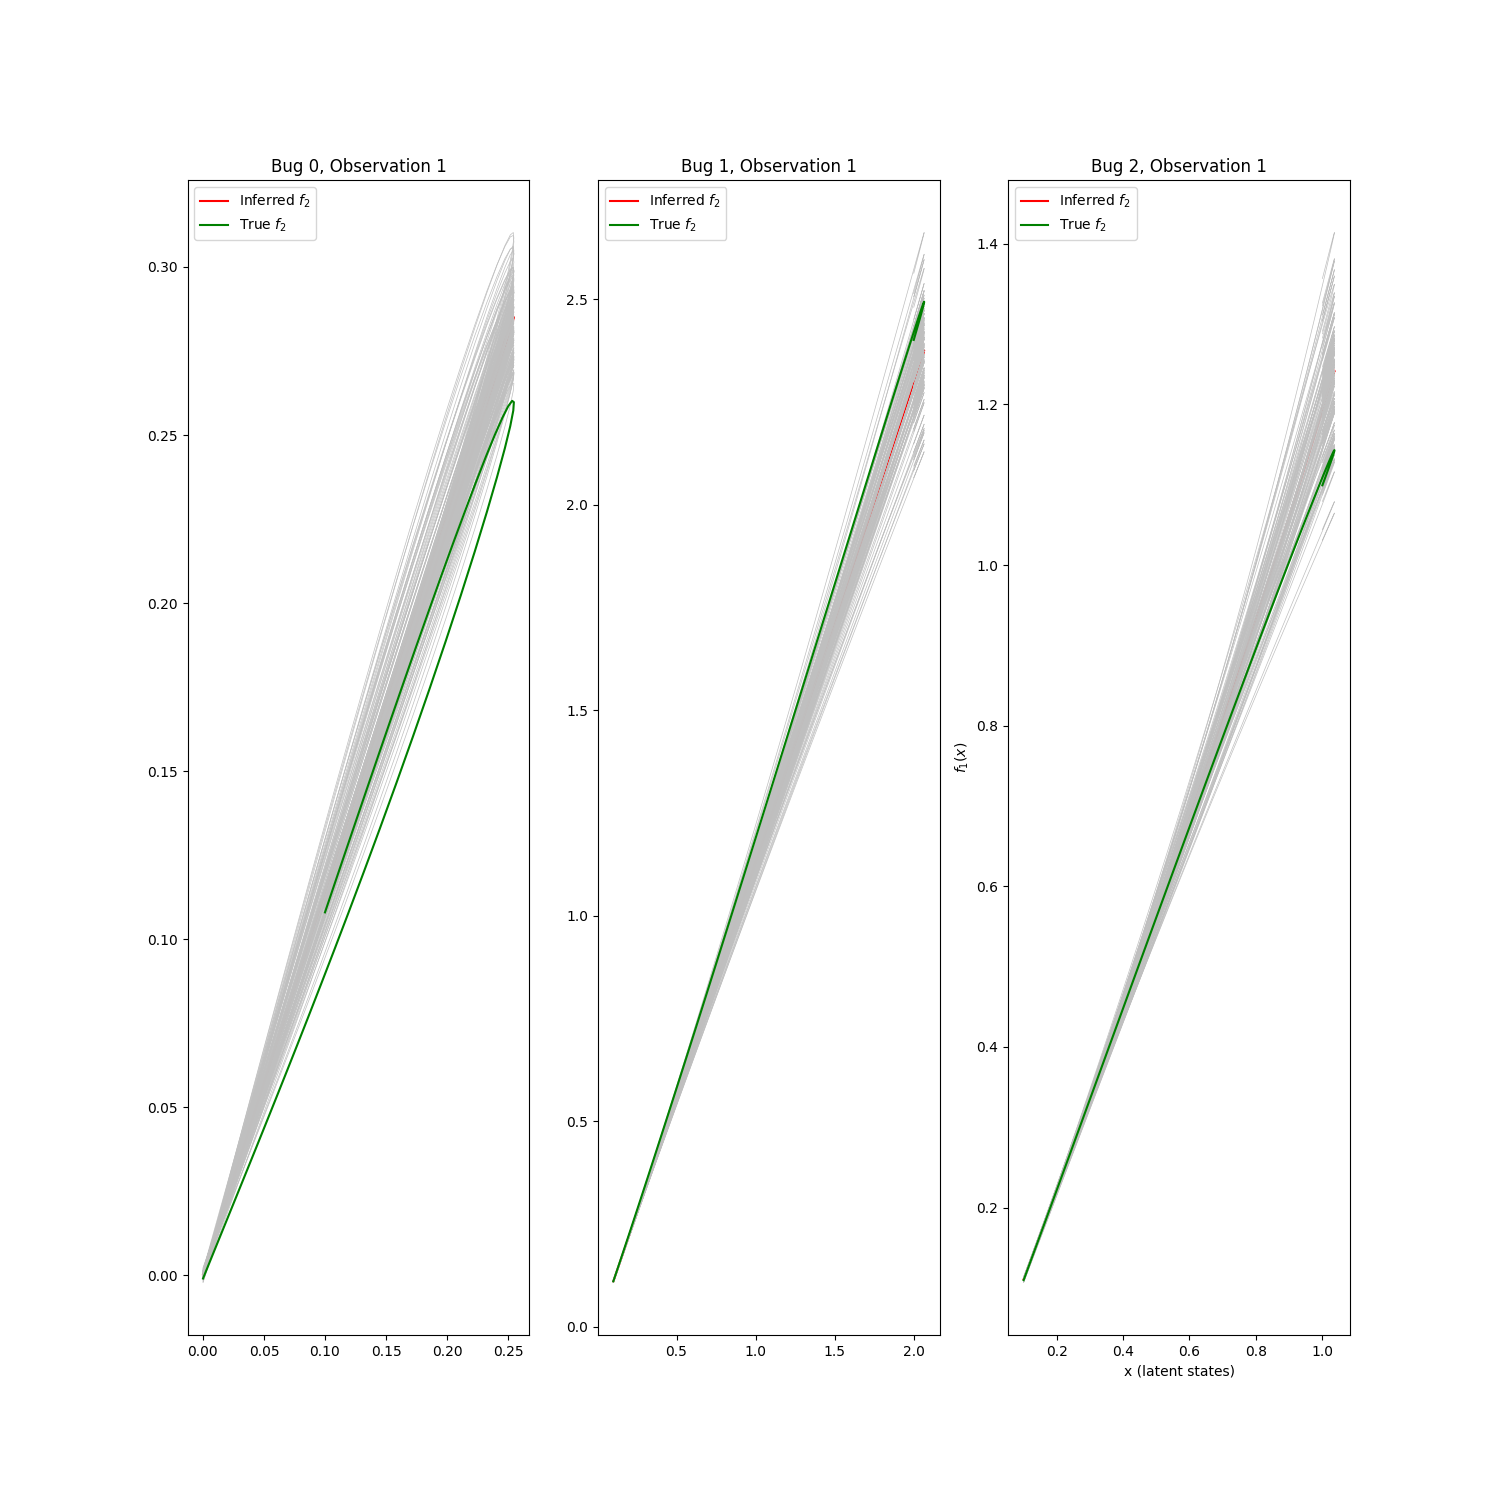 Bug 0, Observation 1
Inferred f₂
True f₂
0.30
0.25
0.20
0.15
0.10
0.05
0.00
0.00 0.05 0.10 0.15 0.20 0.25
Bug 1, Observation 1
Inferred f₂
True f₂
2.5
2.0
1.5
1.0
0.5
0.0
0.5 1.0 1.5 2.0
Bug 2, Observation 1
Inferred f₂
True f₂
f₁(x)
1.4
1.2
1.0
0.8
0.6
0.4
0.2
0.2 0.4 0.6 0.8 1.0
x (latent states)